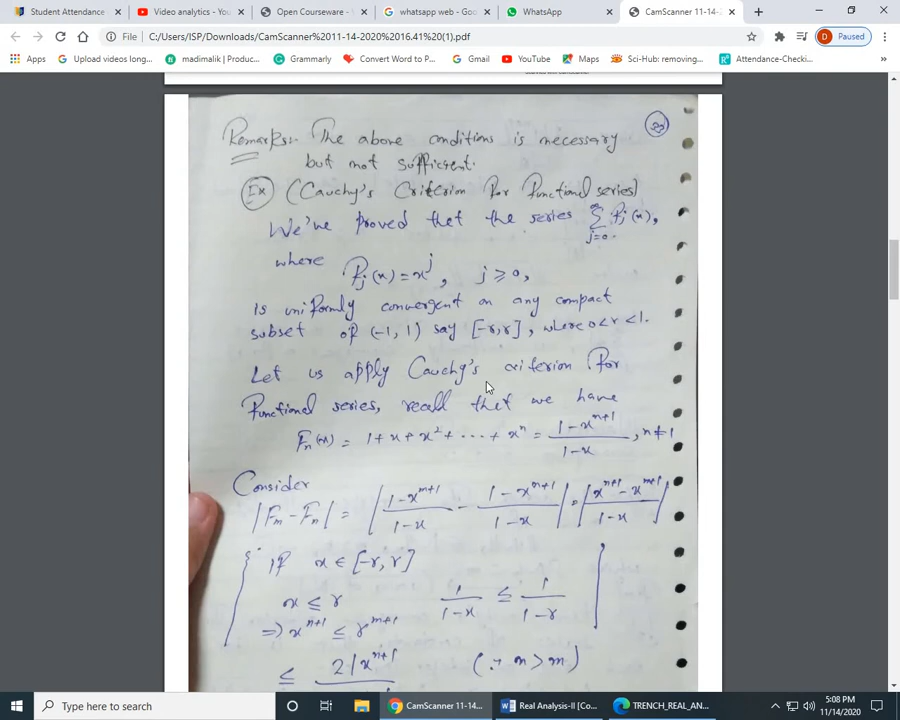 Student Attendance
Video analytics - You
Open Courseware
whatsapp web - Goo
WhatsApp
CamScanner 11-14-2
File C:/Users/ISP/Downloads/CamScanner%2011-14-2020%2016.41%20(1).pdf
D Paused
Apps
Upload videos long...
madimalik | Produc...
Grammarly
Convert Word to P...
Gmail
YouTube
Maps
Sci-Hub: removing...
Attendance-Checki...
Remarks:- The above conditions is necessary
but not sufficient.
Ex (Cauchy's Criterion For Functional series)
We've proved that the series ∑_{j=0}^{∞} f_j(x),
where f_j(x) = x^j, j ≥ 0,
is uniformly convergent on any compact
subset of (-1, 1) say [-r, r], where 0 < r < 1.
Let us apply Cauchy's criterion for
functional series, recall that we have
F_n(x) = 1 + x + x^2 + ... + x^n = (1-x^{n+1})/(1-x), n ≠ 1
Consider
|F_m - F_n| = |(1-x^{m+1})/(1-x) - (1-x^{n+1})/(1-x)| = |(x^{n+1} - x^{m+1})/(1-x)|
if x ∈ [-r, r]
x ≤ r 1/(1-x) ≤ 1/(1-r)
⇒ x^{n+1} ≤ r^{m+1}
≤ 2|x^{n+1} (∵ n > m)
Type here to search
CamScanner 11-14...
Real Analysis-II [Co...
TRENCH_REAL_AN...
5:08 PM
11/14/2020